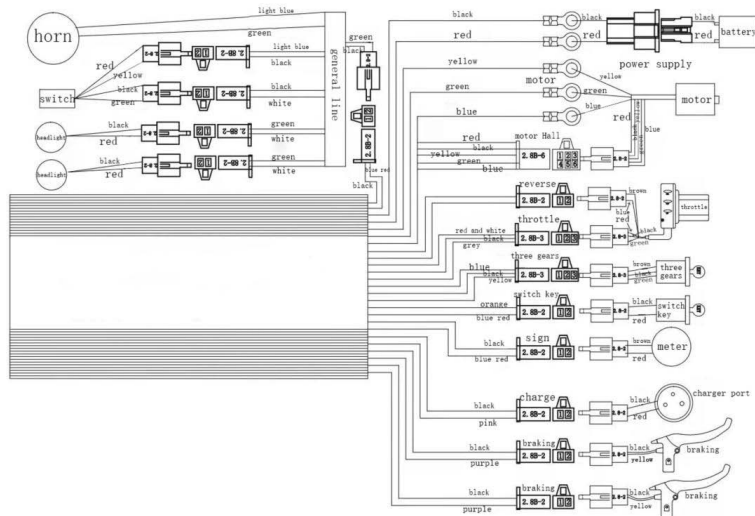 horn
light blue
green
general line
red
yellow
light blue
black
switch
black
green
black
white
headlight
black
red
green
white
headlight
black
red
green
white
green
black
2.8B-2
blue red
black
black
black
black
red
red
red
power supply
battery
yellow
yellow
green
motor
green
motor
blue
blue
red
black
yellow
green
blue
motor Hall
2.8B-6
red
blue
reverse
2.8B-2
brown
blue
red
throttle
red and white
black
grey
throttle
2.8B-3
black
green
blue
black
yellow
three gears
2.8B-3
brown
black
green
three
gears
orange
blue red
switch key
2.8B-2
black
red
switch
key
black
blue red
sign
2.8B-2
brown
red
meter
black
pink
charge
2.8B-2
black
red
charger port
black
purple
braking
2.8B-2
black
yellow
braking
black
purple
braking
2.8B-2
black
yellow
braking